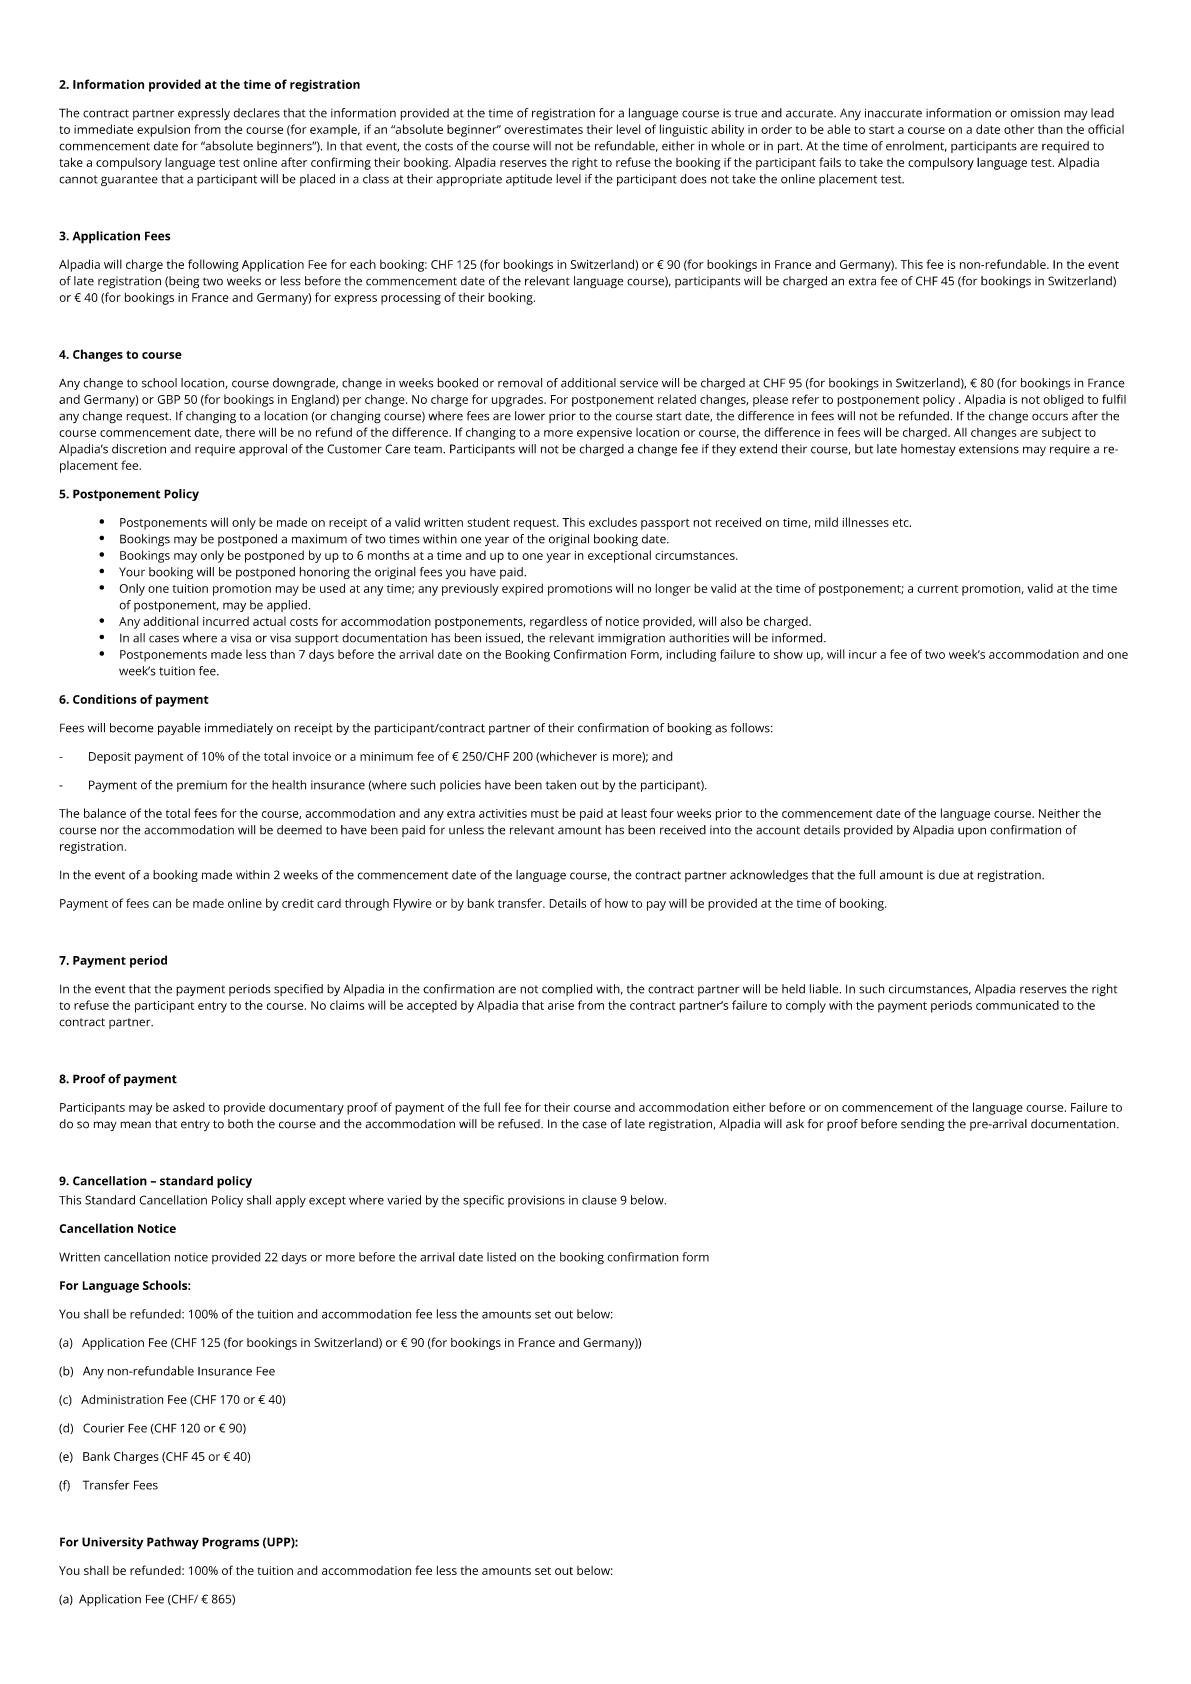 2. Information provided at the time of registration
The contract partner expressly declares that the information provided at the time of registration for a language course is true and accurate. Any inaccurate information or omission may lead
to immediate expulsion from the course (for example, if an “absolute beginner” overestimates their level of linguistic ability in order to be able to start a course on a date other than the official
commencement date for “absolute beginners”). In that event, the costs of the course will not be refundable, either in whole or in part. At the time of enrolment, participants are required to
take a compulsory language test online after confirming their booking. Alpadia reserves the right to refuse the booking if the participant fails to take the compulsory language test. Alpadia
cannot guarantee that a participant will be placed in a class at their appropriate aptitude level if the participant does not take the online placement test.
3. Application Fees
Alpadia will charge the following Application Fee for each booking: CHF 125 (for bookings in Switzerland) or € 90 (for bookings in France and Germany). This fee is non-refundable. In the event
of late registration (being two weeks or less before the commencement date of the relevant language course), participants will be charged an extra fee of CHF 45 (for bookings in Switzerland)
or € 40 (for bookings in France and Germany) for express processing of their booking.
4. Changes to course
Any change to school location, course downgrade, change in weeks booked or removal of additional service will be charged at CHF 95 (for bookings in Switzerland), € 80 (for bookings in France
and Germany) or GBP 50 (for bookings in England) per change. No charge for upgrades. For postponement related changes, please refer to postponement policy . Alpadia is not obliged to fulfil
any change request. If changing to a location (or changing course) where fees are lower prior to the course start date, the difference in fees will not be refunded. If the change occurs after the
course commencement date, there will be no refund of the difference. If changing to a more expensive location or course, the difference in fees will be charged. All changes are subject to
Alpadia’s discretion and require approval of the Customer Care team. Participants will not be charged a change fee if they extend their course, but late homestay extensions may require a re-
placement fee.
5. Postponement Policy
• Postponements will only be made on receipt of a valid written student request. This excludes passport not received on time, mild illnesses etc.
• Bookings may be postponed a maximum of two times within one year of the original booking date.
• Bookings may only be postponed by up to 6 months at a time and up to one year in exceptional circumstances.
• Your booking will be postponed honoring the original fees you have paid.
• Only one tuition promotion may be used at any time; any previously expired promotions will no longer be valid at the time of postponement; a current promotion, valid at the time
of postponement, may be applied.
• Any additional incurred actual costs for accommodation postponements, regardless of notice provided, will also be charged.
• In all cases where a visa or visa support documentation has been issued, the relevant immigration authorities will be informed.
• Postponements made less than 7 days before the arrival date on the Booking Confirmation Form, including failure to show up, will incur a fee of two week’s accommodation and one
week’s tuition fee.
6. Conditions of payment
Fees will become payable immediately on receipt by the participant/contract partner of their confirmation of booking as follows:
- Deposit payment of 10% of the total invoice or a minimum fee of € 250/CHF 200 (whichever is more); and
- Payment of the premium for the health insurance (where such policies have been taken out by the participant).
The balance of the total fees for the course, accommodation and any extra activities must be paid at least four weeks prior to the commencement date of the language course. Neither the
course nor the accommodation will be deemed to have been paid for unless the relevant amount has been received into the account details provided by Alpadia upon confirmation of
registration.
In the event of a booking made within 2 weeks of the commencement date of the language course, the contract partner acknowledges that the full amount is due at registration.
Payment of fees can be made online by credit card through Flywire or by bank transfer. Details of how to pay will be provided at the time of booking.
7. Payment period
In the event that the payment periods specified by Alpadia in the confirmation are not complied with, the contract partner will be held liable. In such circumstances, Alpadia reserves the right
to refuse the participant entry to the course. No claims will be accepted by Alpadia that arise from the contract partner’s failure to comply with the payment periods communicated to the
contract partner.
8. Proof of payment
Participants may be asked to provide documentary proof of payment of the full fee for their course and accommodation either before or on commencement of the language course. Failure to
do so may mean that entry to both the course and the accommodation will be refused. In the case of late registration, Alpadia will ask for proof before sending the pre-arrival documentation.
9. Cancellation – standard policy
This Standard Cancellation Policy shall apply except where varied by the specific provisions in clause 9 below.
Cancellation Notice
Written cancellation notice provided 22 days or more before the arrival date listed on the booking confirmation form
For Language Schools:
You shall be refunded: 100% of the tuition and accommodation fee less the amounts set out below:
(a) Application Fee (CHF 125 (for bookings in Switzerland) or € 90 (for bookings in France and Germany))
(b) Any non-refundable Insurance Fee
(c) Administration Fee (CHF 170 or € 40)
(d) Courier Fee (CHF 120 or € 90)
(e) Bank Charges (CHF 45 or € 40)
(f) Transfer Fees
For University Pathway Programs (UPP):
You shall be refunded: 100% of the tuition and accommodation fee less the amounts set out below:
(a) Application Fee (CHF/ € 865)